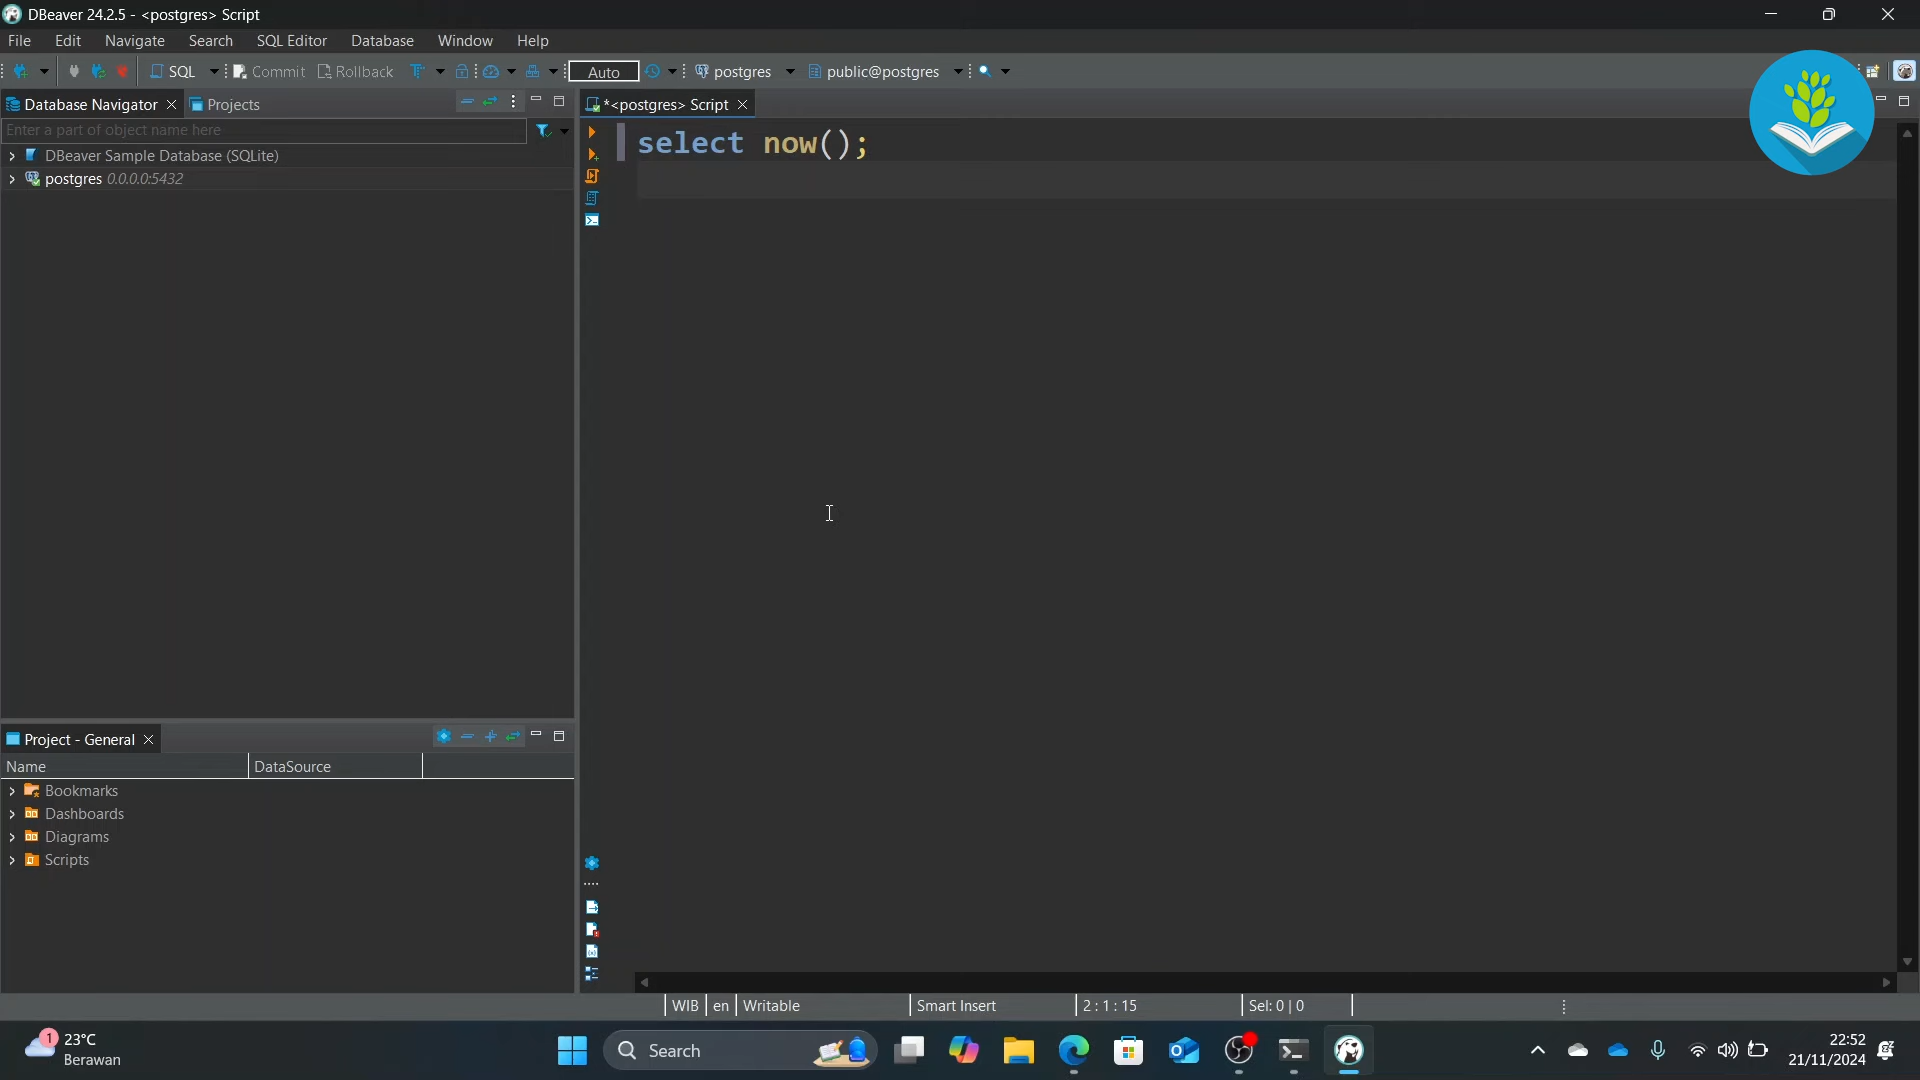 DBeaver 24.2.5 - <postgres> Script
File Edit Navigate Search SQL Editor Database Window Help
SQL Commit Rollback Auto postgres public@postgres
Database Navigator Projects
*<postgres> Script
Enter a part of object name here
DBeaver Sample Database (SQLite)
postgres 0.0.0.0:5432
select now();
Project - General
Name DataSource
Bookmarks
Dashboards
Diagrams
Scripts
WIB en Writable Smart Insert 2 : 1 : 15 Sel: 0 | 0
1
23°C
Berawan
Search
22:52
21/11/2024